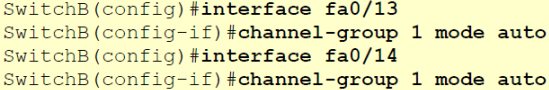 SwitchB(config)#interface fa0/13
SwitchB(config-if)#channel-group 1 mode auto
SwitchB(config)#interface fa0/14
SwitchB(config-if)#channel-group 1 mode auto